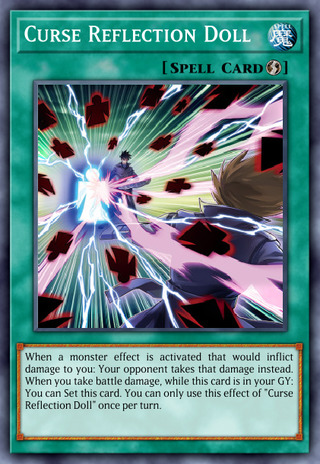 Curse Reflection Doll
魔
[Spell Card]
When a monster effect is activated that would inflict
damage to you: Your opponent takes that damage instead.
When you take battle damage, while this card is in your GY:
You can Set this card. You can only use this effect of "Curse
Reflection Doll" once per turn.